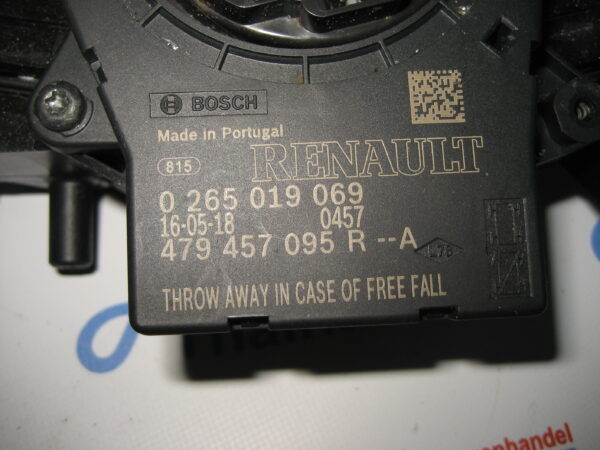 BOSCH
Made in Portugal
815
RENAULT
0 265 019 069
16-05-18 0457
479 457 095 R --A
L78
THROW AWAY IN CASE OF FREE FALL